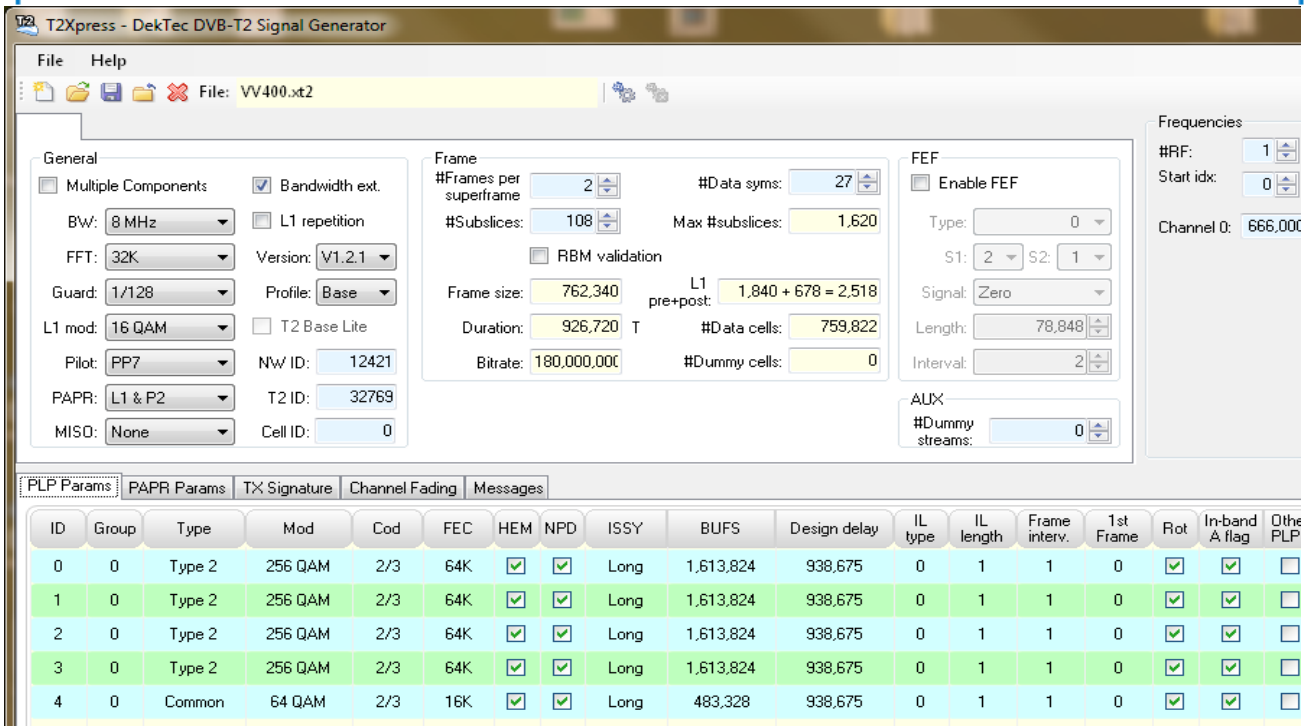 T2Xpress - DekTec DVB-T2 Signal Generator
File Help
File: VV400.xt2
General
Multiple Components Bandwidth ext.
BW: 8 MHz L1 repetition
FFT: 32K Version: V1.2.1
Guard: 1/128 Profile: Base
L1 mod: 16 QAM T2 Base Lite
Pilot: PP7 NW ID: 12421
PAPR: L1 & P2 T2 ID: 32769
MISO: None Cell ID: 0
Frame
#Frames per superframe 2 #Data syms: 27
#Subslices: 108 Max #subslices: 1,620
RBM validation
Frame size: 762,340 L1 pre+post: 1,840 + 678 = 2,518
Duration: 926,720 T #Data cells: 759,822
Bitrate: 180,000,000 #Dummy cells: 0
FEF
Enable FEF
Type: 0
S1: 2 S2: 1
Signal: Zero
Length: 78,848
Interval: 2
AUX
#Dummy streams: 0
Frequencies
#RF: 1
Start idx: 0
Channel 0: 666,000
PLP Params PAPR Params TX Signature Channel Fading Messages
ID Group Type Mod Cod FEC HEM NPD ISSY BUFS Design delay IL type IL length Frame interv. 1st Frame Rot In-band A flag Othe PLP
0 0 Type 2 256 QAM 2/3 64K Long 1,613,824 938,675 0 1 1 0
1 0 Type 2 256 QAM 2/3 64K Long 1,613,824 938,675 0 1 1 0
2 0 Type 2 256 QAM 2/3 64K Long 1,613,824 938,675 0 1 1 0
3 0 Type 2 256 QAM 2/3 64K Long 1,613,824 938,675 0 1 1 0
4 0 Common 64 QAM 2/3 16K Long 483,328 938,675 0 1 1 0